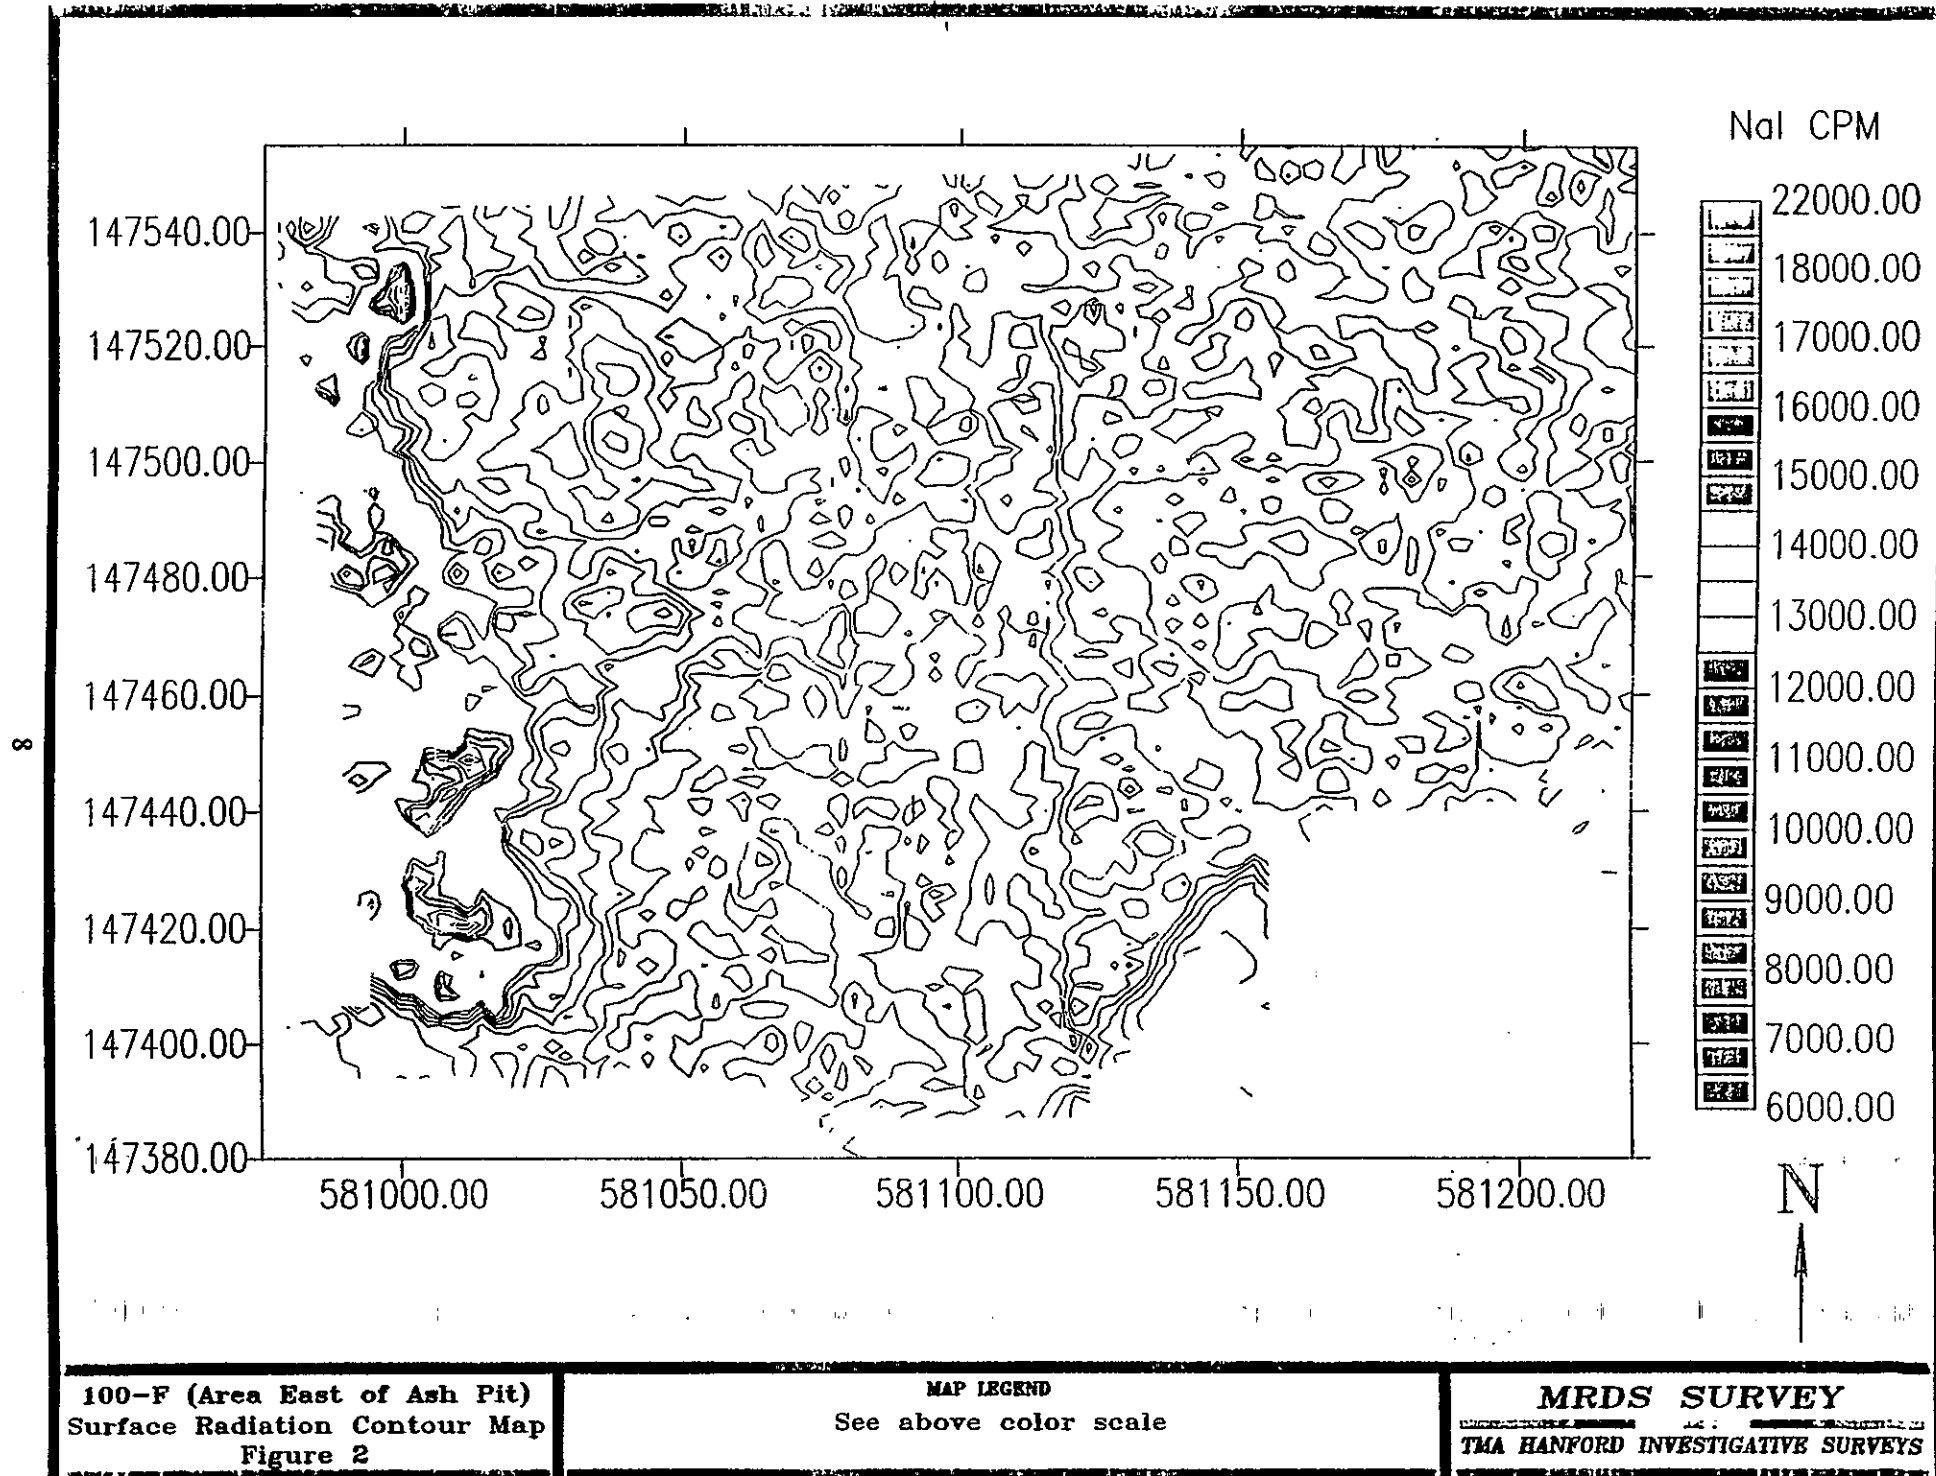 NaI CPM
22000.00
18000.00
17000.00
16000.00
15000.00
14000.00
13000.00
12000.00
11000.00
10000.00
9000.00
8000.00
7000.00
6000.00
147540.00
147520.00
147500.00
147480.00
147460.00
147440.00
147420.00
147400.00
147380.00
581000.00 581050.00 581100.00 581150.00 581200.00
N
8
100-F (Area East of Ash Pit)
Surface Radiation Contour Map
Figure 2
MAP LEGEND
See above color scale
MRDS SURVEY
TMA HANFORD INVESTIGATIVE SURVEYS